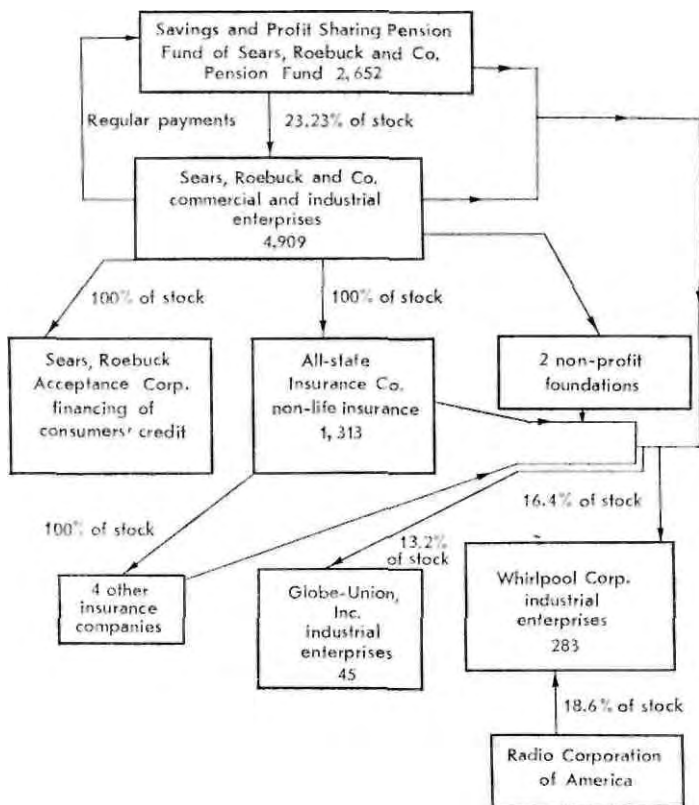 Savings and Profit Sharing Pension
Fund of Sears, Roebuck and Co.
Pension Fund 2,652
Regular payments
23.23% of stock
Sears, Roebuck and Co.
commercial and industrial
enterprises
4,909
100% of stock
100% of stock
Sears, Roebuck
Acceptance Corp.
financing of
consumers' credit
All-state
Insurance Co.
non-life insurance
1,313
2 non-profit
foundations
16.4% of stock
100% of stock
13.2%
of stock
4 other
insurance
companies
Globe-Union,
Inc.
industrial
enterprises
45
Whirlpool Corp.
industrial
enterprises
283
18.6% of stock
Radio Corporation
of America